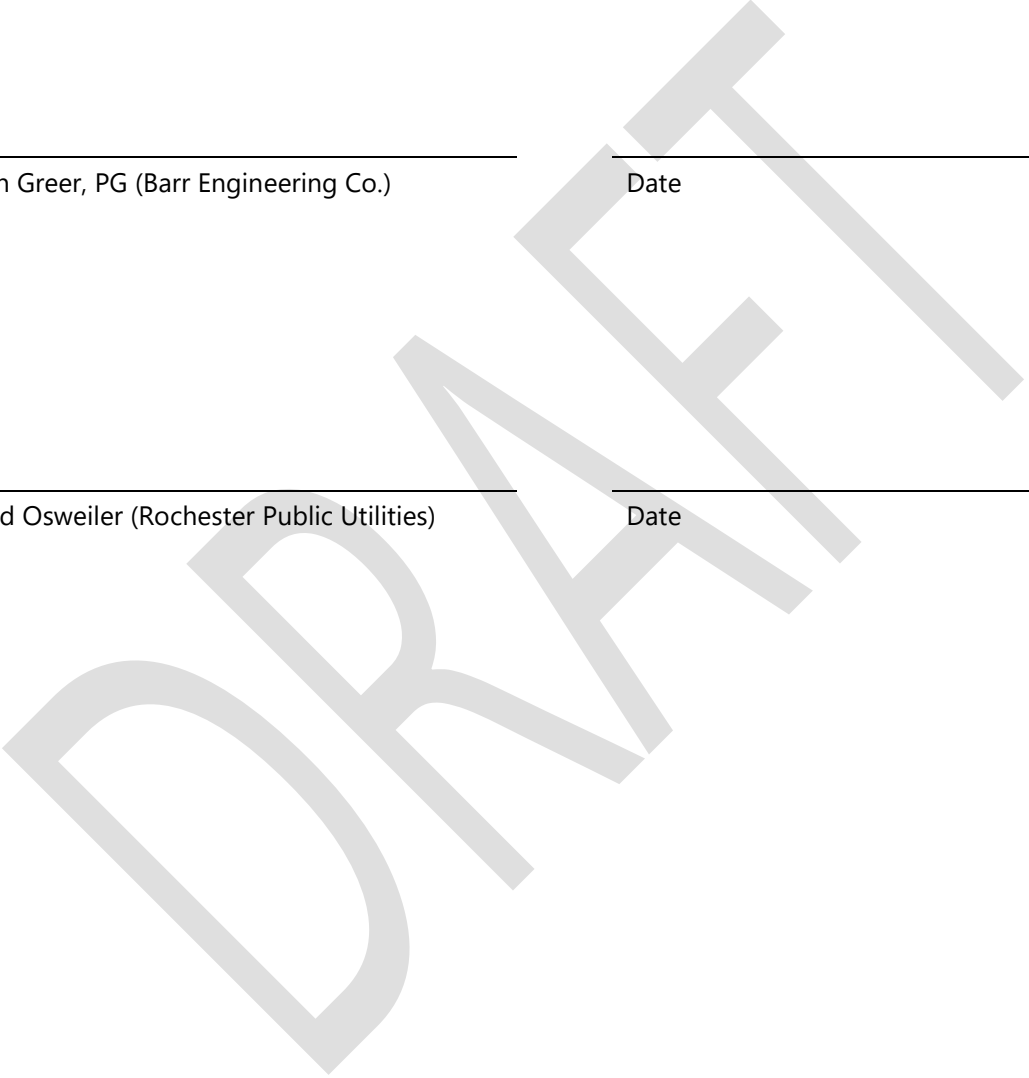 n Greer, PG (Barr Engineering Co.) Date
d Osweiler (Rochester Public Utilities) Date
DRAFT